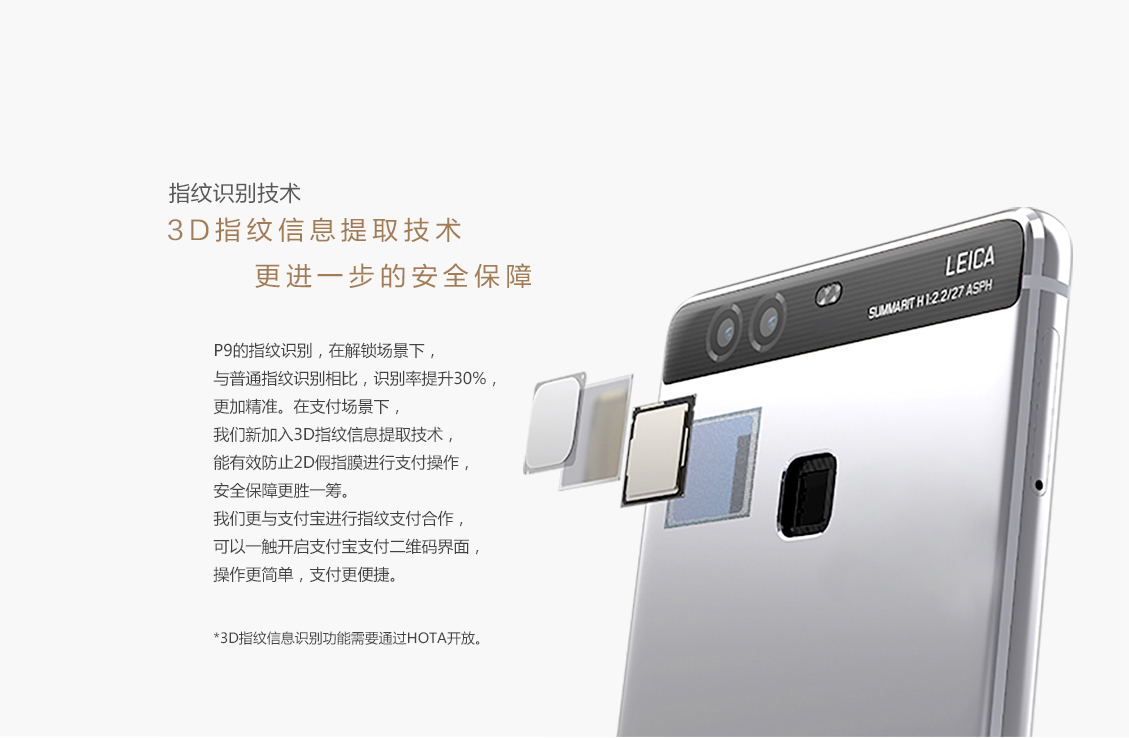 指纹识别技术
3D指纹信息提取技术
更进一步的安全保障
P9的指纹识别，在解锁场景下，
与普通指纹识别相比，识别率提升30%，
更加精准。在支付场景下，
我们新加入3D指纹信息提取技术，
能有效防止2D假指膜进行支付操作，
安全保障更胜一筹。
我们更与支付宝进行指纹支付合作，
可以一触开启支付宝支付二维码界面，
操作更简单，支付更便捷。
*3D指纹信息识别功能需要通过HOTA开放。
LEICA
SUMMARIT H 1:2.2/27 ASPH